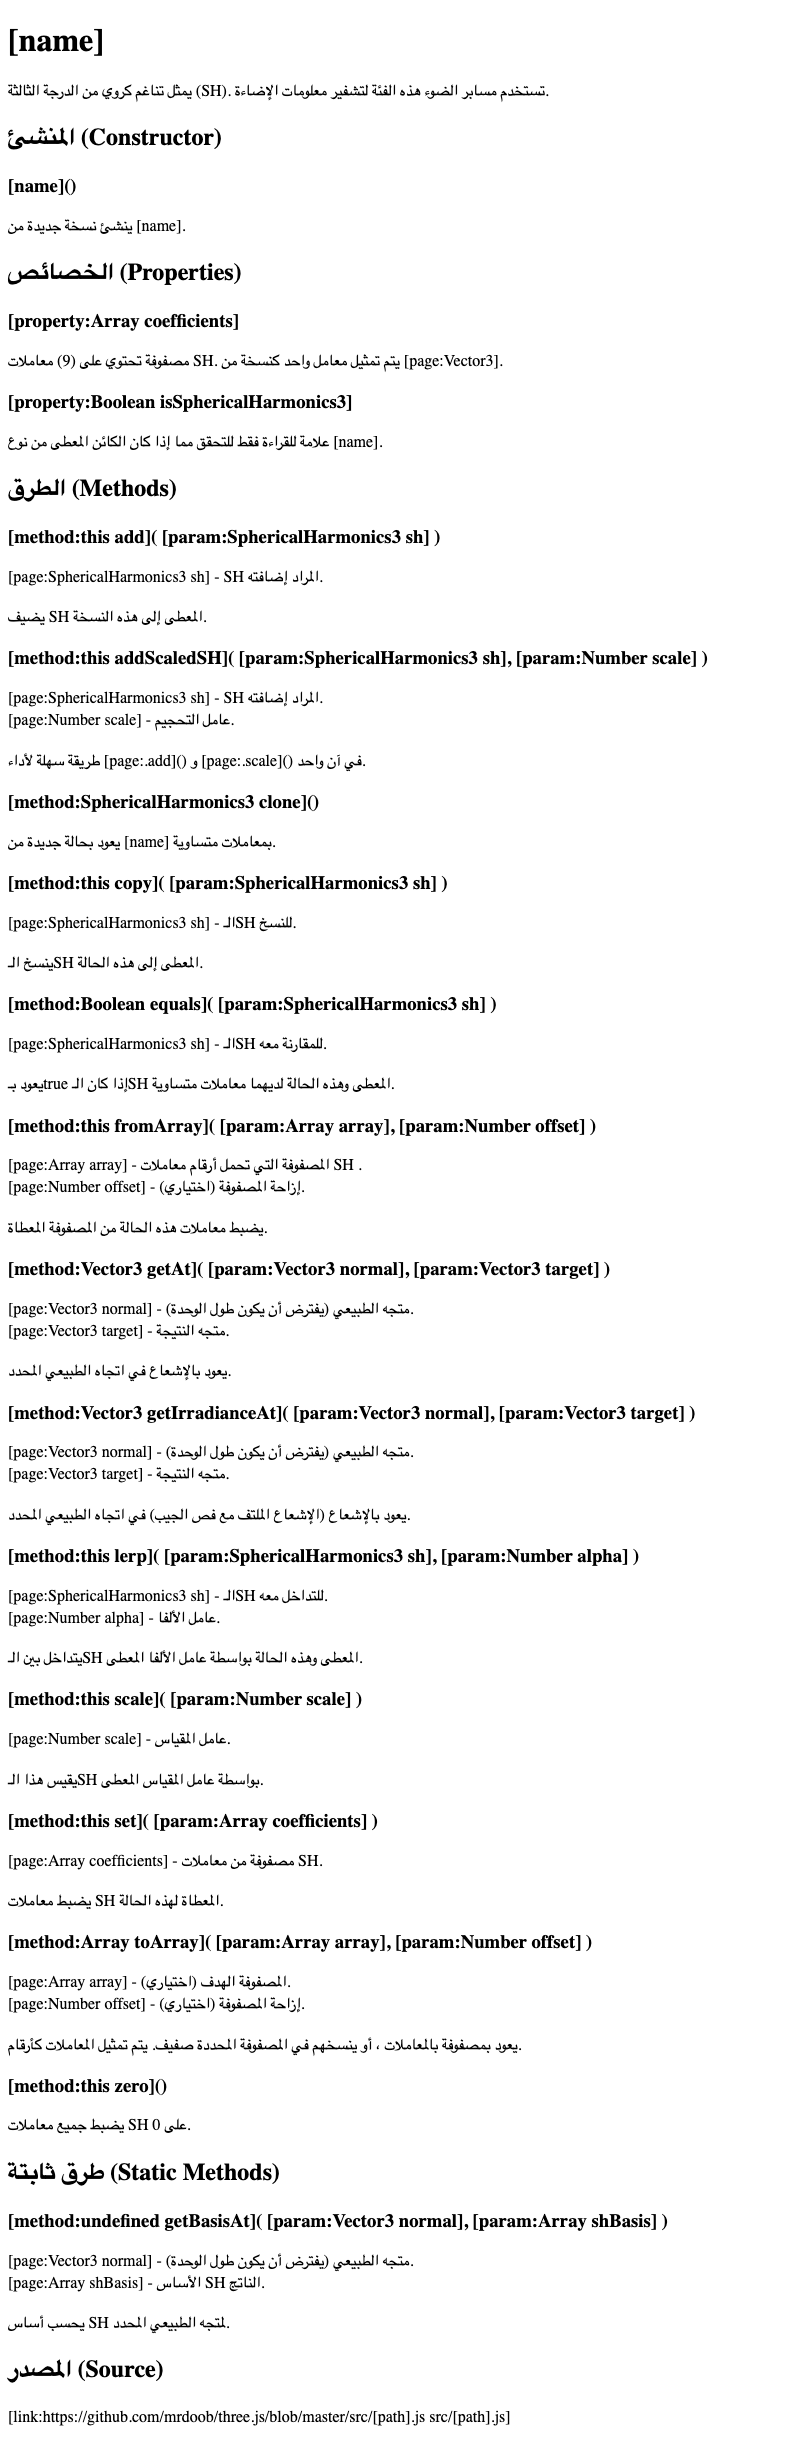 [name]
يمثل تناغم كروي من الدرجة الثالثة (SH). تستخدم مسابر الضوء هذه الفئة لتشفير معلومات الإضاءة.
المنشئ (Constructor)
[name]()
ينشئ نسخة جديدة من [name].
الخصائص (Properties)
[property:Array coefficients]
مصفوفة تحتوي على (9) معاملات SH. يتم تمثيل معامل واحد كنسخة من [page:Vector3].
[property:Boolean isSphericalHarmonics3]
علامة للقراءة فقط للتحقق مما إذا كان الكائن المعطى من نوع [name].
الطرق (Methods)
[method:this add]( [param:SphericalHarmonics3 sh] )
[page:SphericalHarmonics3 sh] - SH المراد إضافته.
يضيف SH المعطى إلى هذه النسخة.
[method:this addScaledSH]( [param:SphericalHarmonics3 sh], [param:Number scale] )
[page:SphericalHarmonics3 sh] - SH المراد إضافته.
[page:Number scale] - عامل التحجيم.
طريقة سهلة لأداء [page:.add]() و [page:.scale]() في آن واحد.
[method:SphericalHarmonics3 clone]()
يعود بحالة جديدة من [name] بمعاملات متساوية.
[method:this copy]( [param:SphericalHarmonics3 sh] )
[page:SphericalHarmonics3 sh] - الـSH للنسخ.
ينسخ الـSH المعطى إلى هذه الحالة.
[method:Boolean equals]( [param:SphericalHarmonics3 sh] )
[page:SphericalHarmonics3 sh] - الـSH للمقارنة معه.
يعود بـtrue إذا كان الـSH المعطى وهذه الحالة لديهما معاملات متساوية.
[method:this fromArray]( [param:Array array], [param:Number offset] )
[page:Array array] - المصفوفة التي تحمل أرقام معاملات SH .
[page:Number offset] - (اختياري) إزاحة المصفوفة.
يضبط معاملات هذه الحالة من المصفوفة المعطاة.
[method:Vector3 getAt]( [param:Vector3 normal], [param:Vector3 target] )
[page:Vector3 normal] - متجه الطبيعي (يفترض أن يكون طول الوحدة).
[page:Vector3 target] - متجه النتيجة.
يعود بالإشعاع في اتجاه الطبيعي المحدد.
[method:Vector3 getIrradianceAt]( [param:Vector3 normal], [param:Vector3 target] )
[page:Vector3 normal] - متجه الطبيعي (يفترض أن يكون طول الوحدة).
[page:Vector3 target] - متجه النتيجة.
يعود بالإشعاع (الإشعاع الملتف مع فص الجيب) في اتجاه الطبيعي المحدد.
[method:this lerp]( [param:SphericalHarmonics3 sh], [param:Number alpha] )
[page:SphericalHarmonics3 sh] - الـSH للتداخل معه.
[page:Number alpha] - عامل الألفا.
يتداخل بين الـSH المعطى وهذه الحالة بواسطة عامل الألفا المعطى.
[method:this scale]( [param:Number scale] )
[page:Number scale] - عامل المقياس.
يقيس هذا الـSH بواسطة عامل المقياس المعطى.
[method:this set]( [param:Array coefficients] )
[page:Array coefficients] - مصفوفة من معاملات SH.
يضبط معاملات SH المعطاة لهذه الحالة.
[method:Array toArray]( [param:Array array], [param:Number offset] )
[page:Array array] - (اختياري) المصفوفة الهدف.
[page:Number offset] - (اختياري) إزاحة المصفوفة.
يعود بمصفوفة بالمعاملات ، أو ينسخهم في المصفوفة المحددة صفيف. يتم تمثيل المعاملات كأرقام.
[method:this zero]()
يضبط جميع معاملات SH على 0.
طرق ثابتة (Static Methods)
[method:undefined getBasisAt]( [param:Vector3 normal], [param:Array shBasis] )
[page:Vector3 normal] - متجه الطبيعي (يفترض أن يكون طول الوحدة).
[page:Array shBasis] - الأساس SH الناتج.
يحسب أساس SH لمتجه الطبيعي المحدد.
المصدر (Source)
[link:https://github.com/mrdoob/three.js/blob/master/src/[path].js src/[path].js]